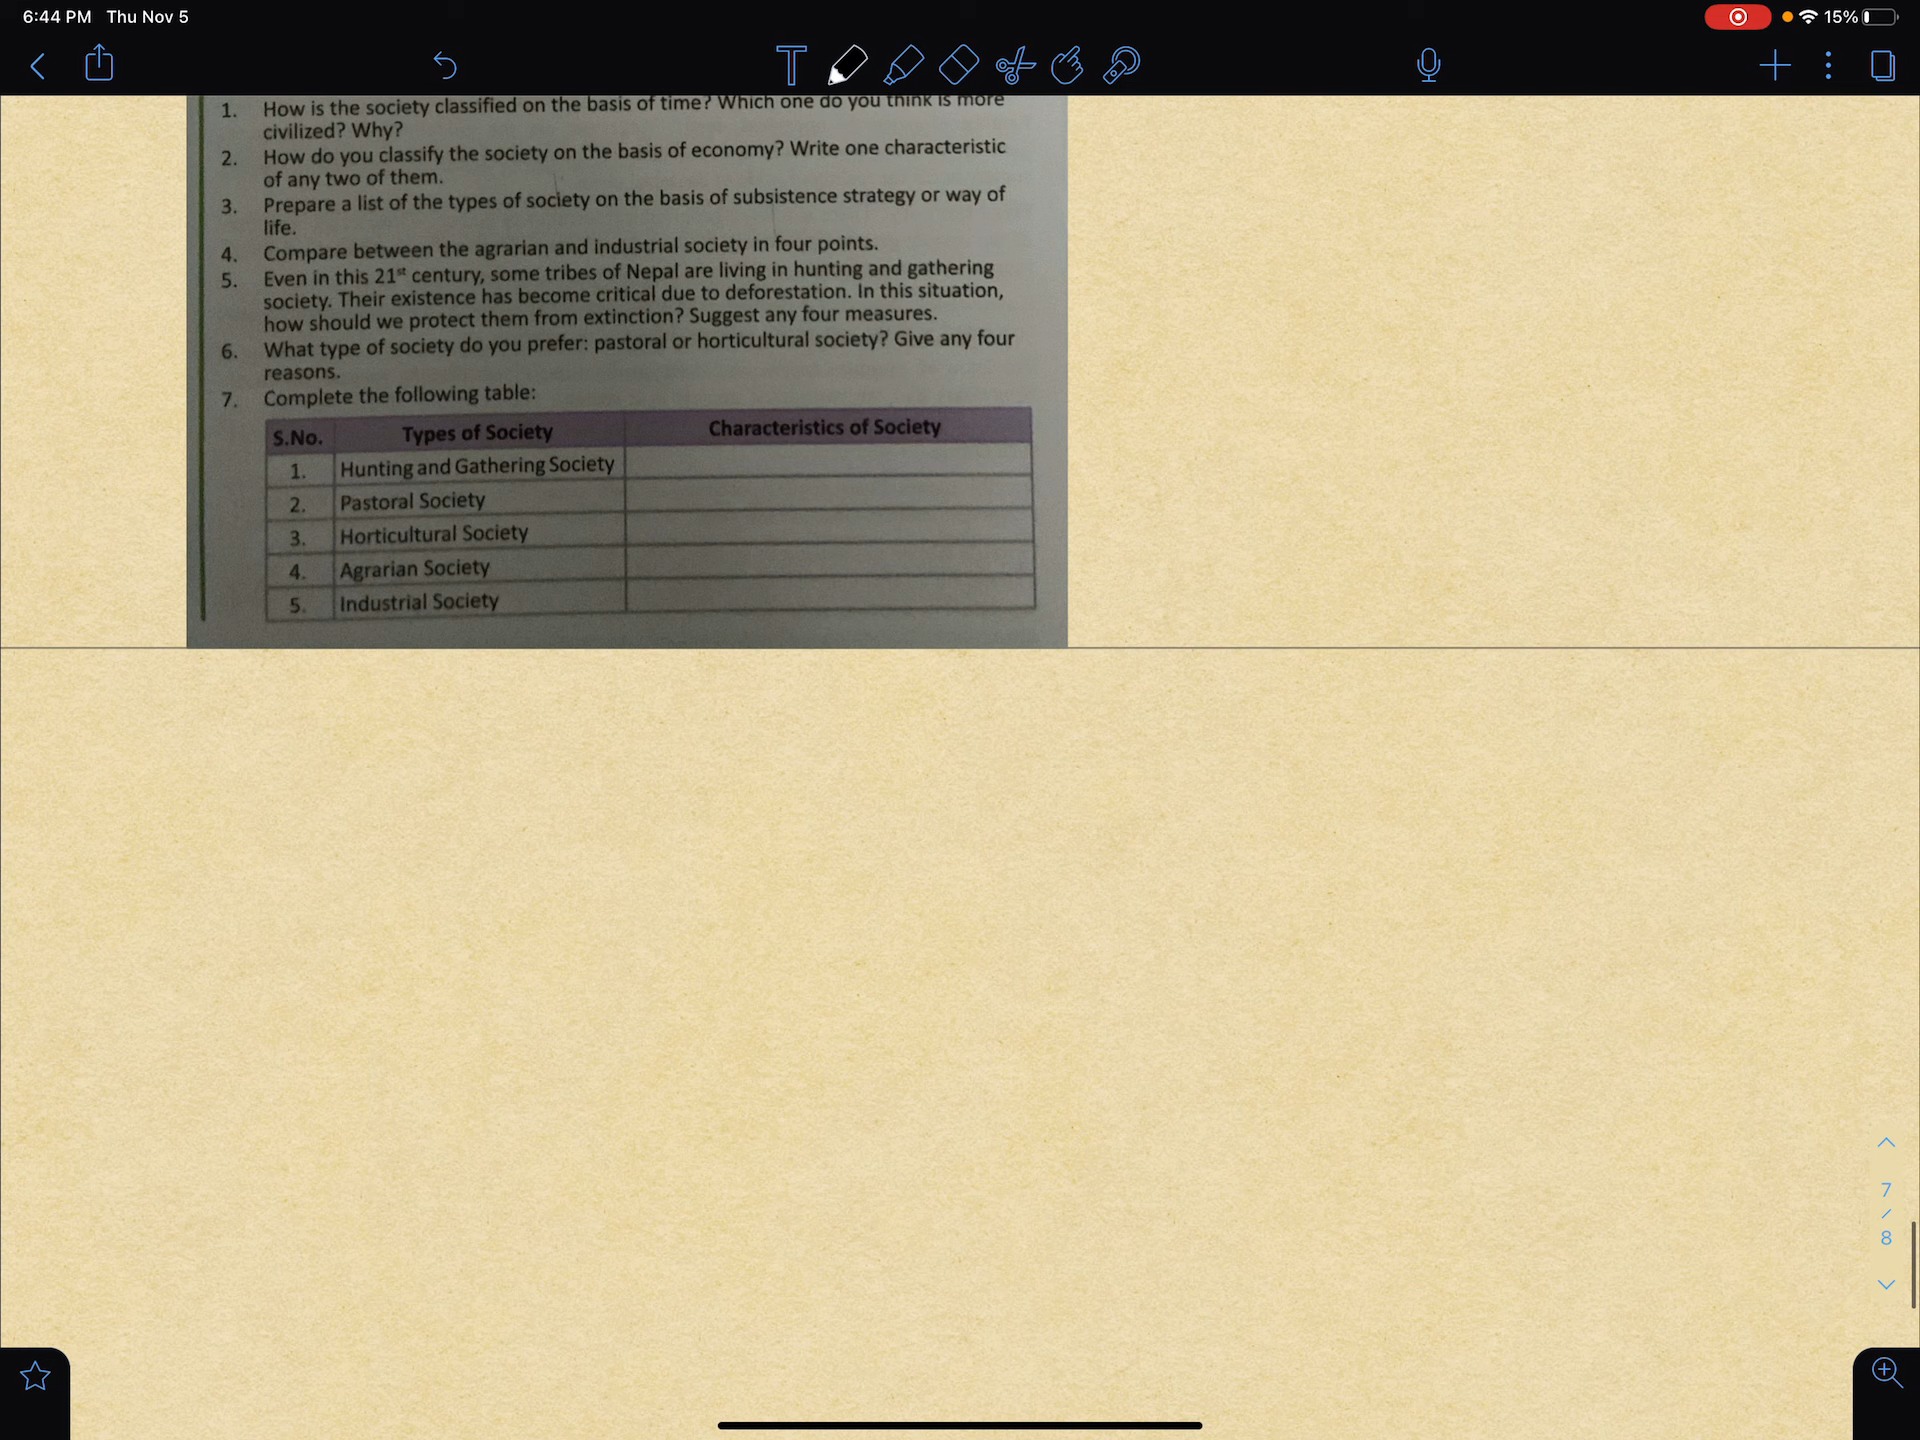 6:44 PM Thu Nov 5
15%
1. How is the society classified on the basis of time? Which one do you think is more
civilized? Why?
2. How do you classify the society on the basis of economy? Write one characteristic
of any two of them.
3. Prepare a list of the types of society on the basis of subsistence strategy or way of
life.
4. Compare between the agrarian and industrial society in four points.
5. Even in this 21st century, some tribes of Nepal are living in hunting and gathering
society. Their existence has become critical due to deforestation. In this situation,
how should we protect them from extinction? Suggest any four measures.
6. What type of society do you prefer: pastoral or horticultural society? Give any four
reasons.
7. Complete the following table:
S.No. Types of Society Characteristics of Society
1. Hunting and Gathering Society
2. Pastoral Society
3. Horticultural Society
4. Agrarian Society
5. Industrial Society
7
/
8